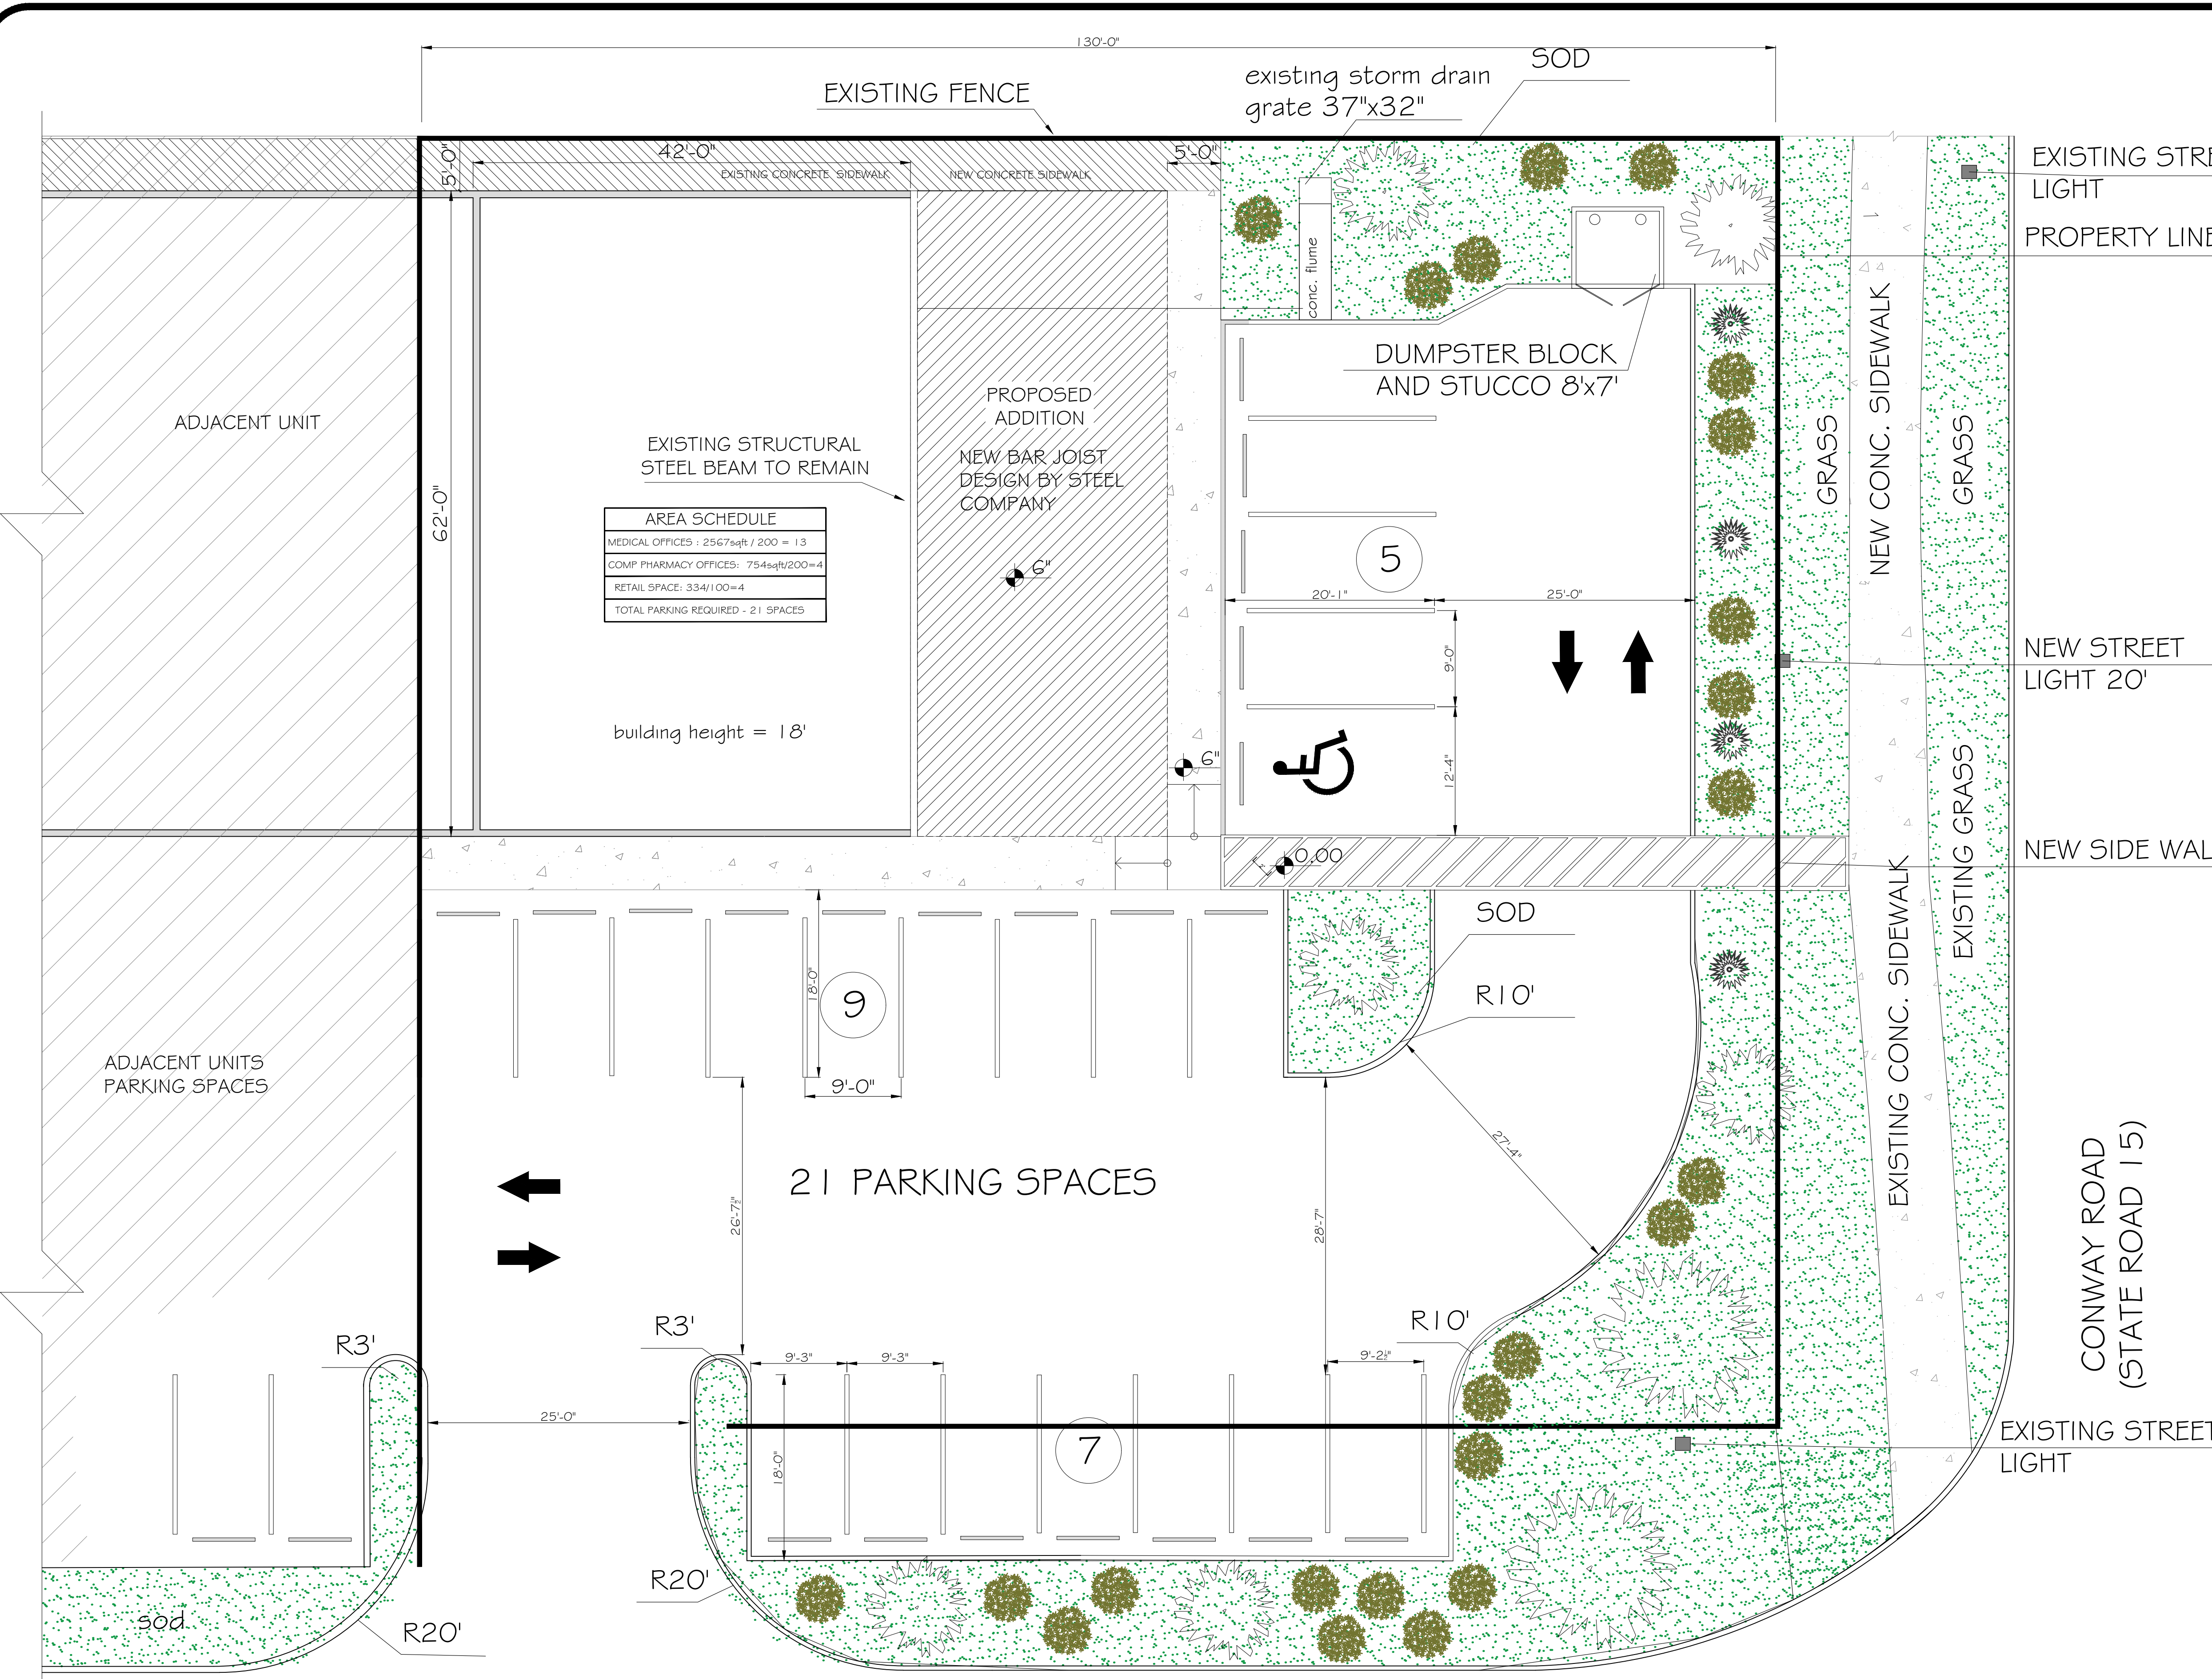 130'-0"
SOD
existing storm drain
grate 37"x32"
EXISTING FENCE
42'-0"
5'-0"
5'-0"
EXISTING CONCRETE SIDEWALK
NEW CONCRETE SIDEWALK
LIGHT
conc. flume
DUMPSTER BLOCK
AND STUCCO 8'x7'
ADJACENT UNIT
PROPOSED
ADDITION
NEW BAR JOIST
DESIGN BY STEEL
COMPANY
EXISTING STRUCTURAL
STEEL BEAM TO REMAIN
62'-0"
AREA SCHEDULE
MEDICAL OFFICES : 2567sqft / 200 = 13
COMP PHARMACY OFFICES: 754sqft/200=4
RETAIL SPACE: 334/100=4
TOTAL PARKING REQUIRED - 21 SPACES
building height = 18'
6"
5
20'-1"
25'-0"
9'-0"
12'-4"
6"
0.00
GRASS
NEW CONC. SIDEWALK
GRASS
PROPERTY LINE
NEW STREET
LIGHT 20'
NEW SIDE
EXISTING CONC. SIDEWALK
EXISTING GRASS
SOD
R10'
18'-0"
9
9'-0"
ADJACENT UNITS
PARKING SPACES
21 PARKING SPACES
26'-7½"
28'-7"
27'-4"
CONWAY ROAD
(STATE ROAD 15)
R3'
R3'
R10'
9'-3"
9'-3"
9'-2½"
25'-0"
18'-0"
7
EXISTING STREET
LIGHT
R20'
R20'
sod